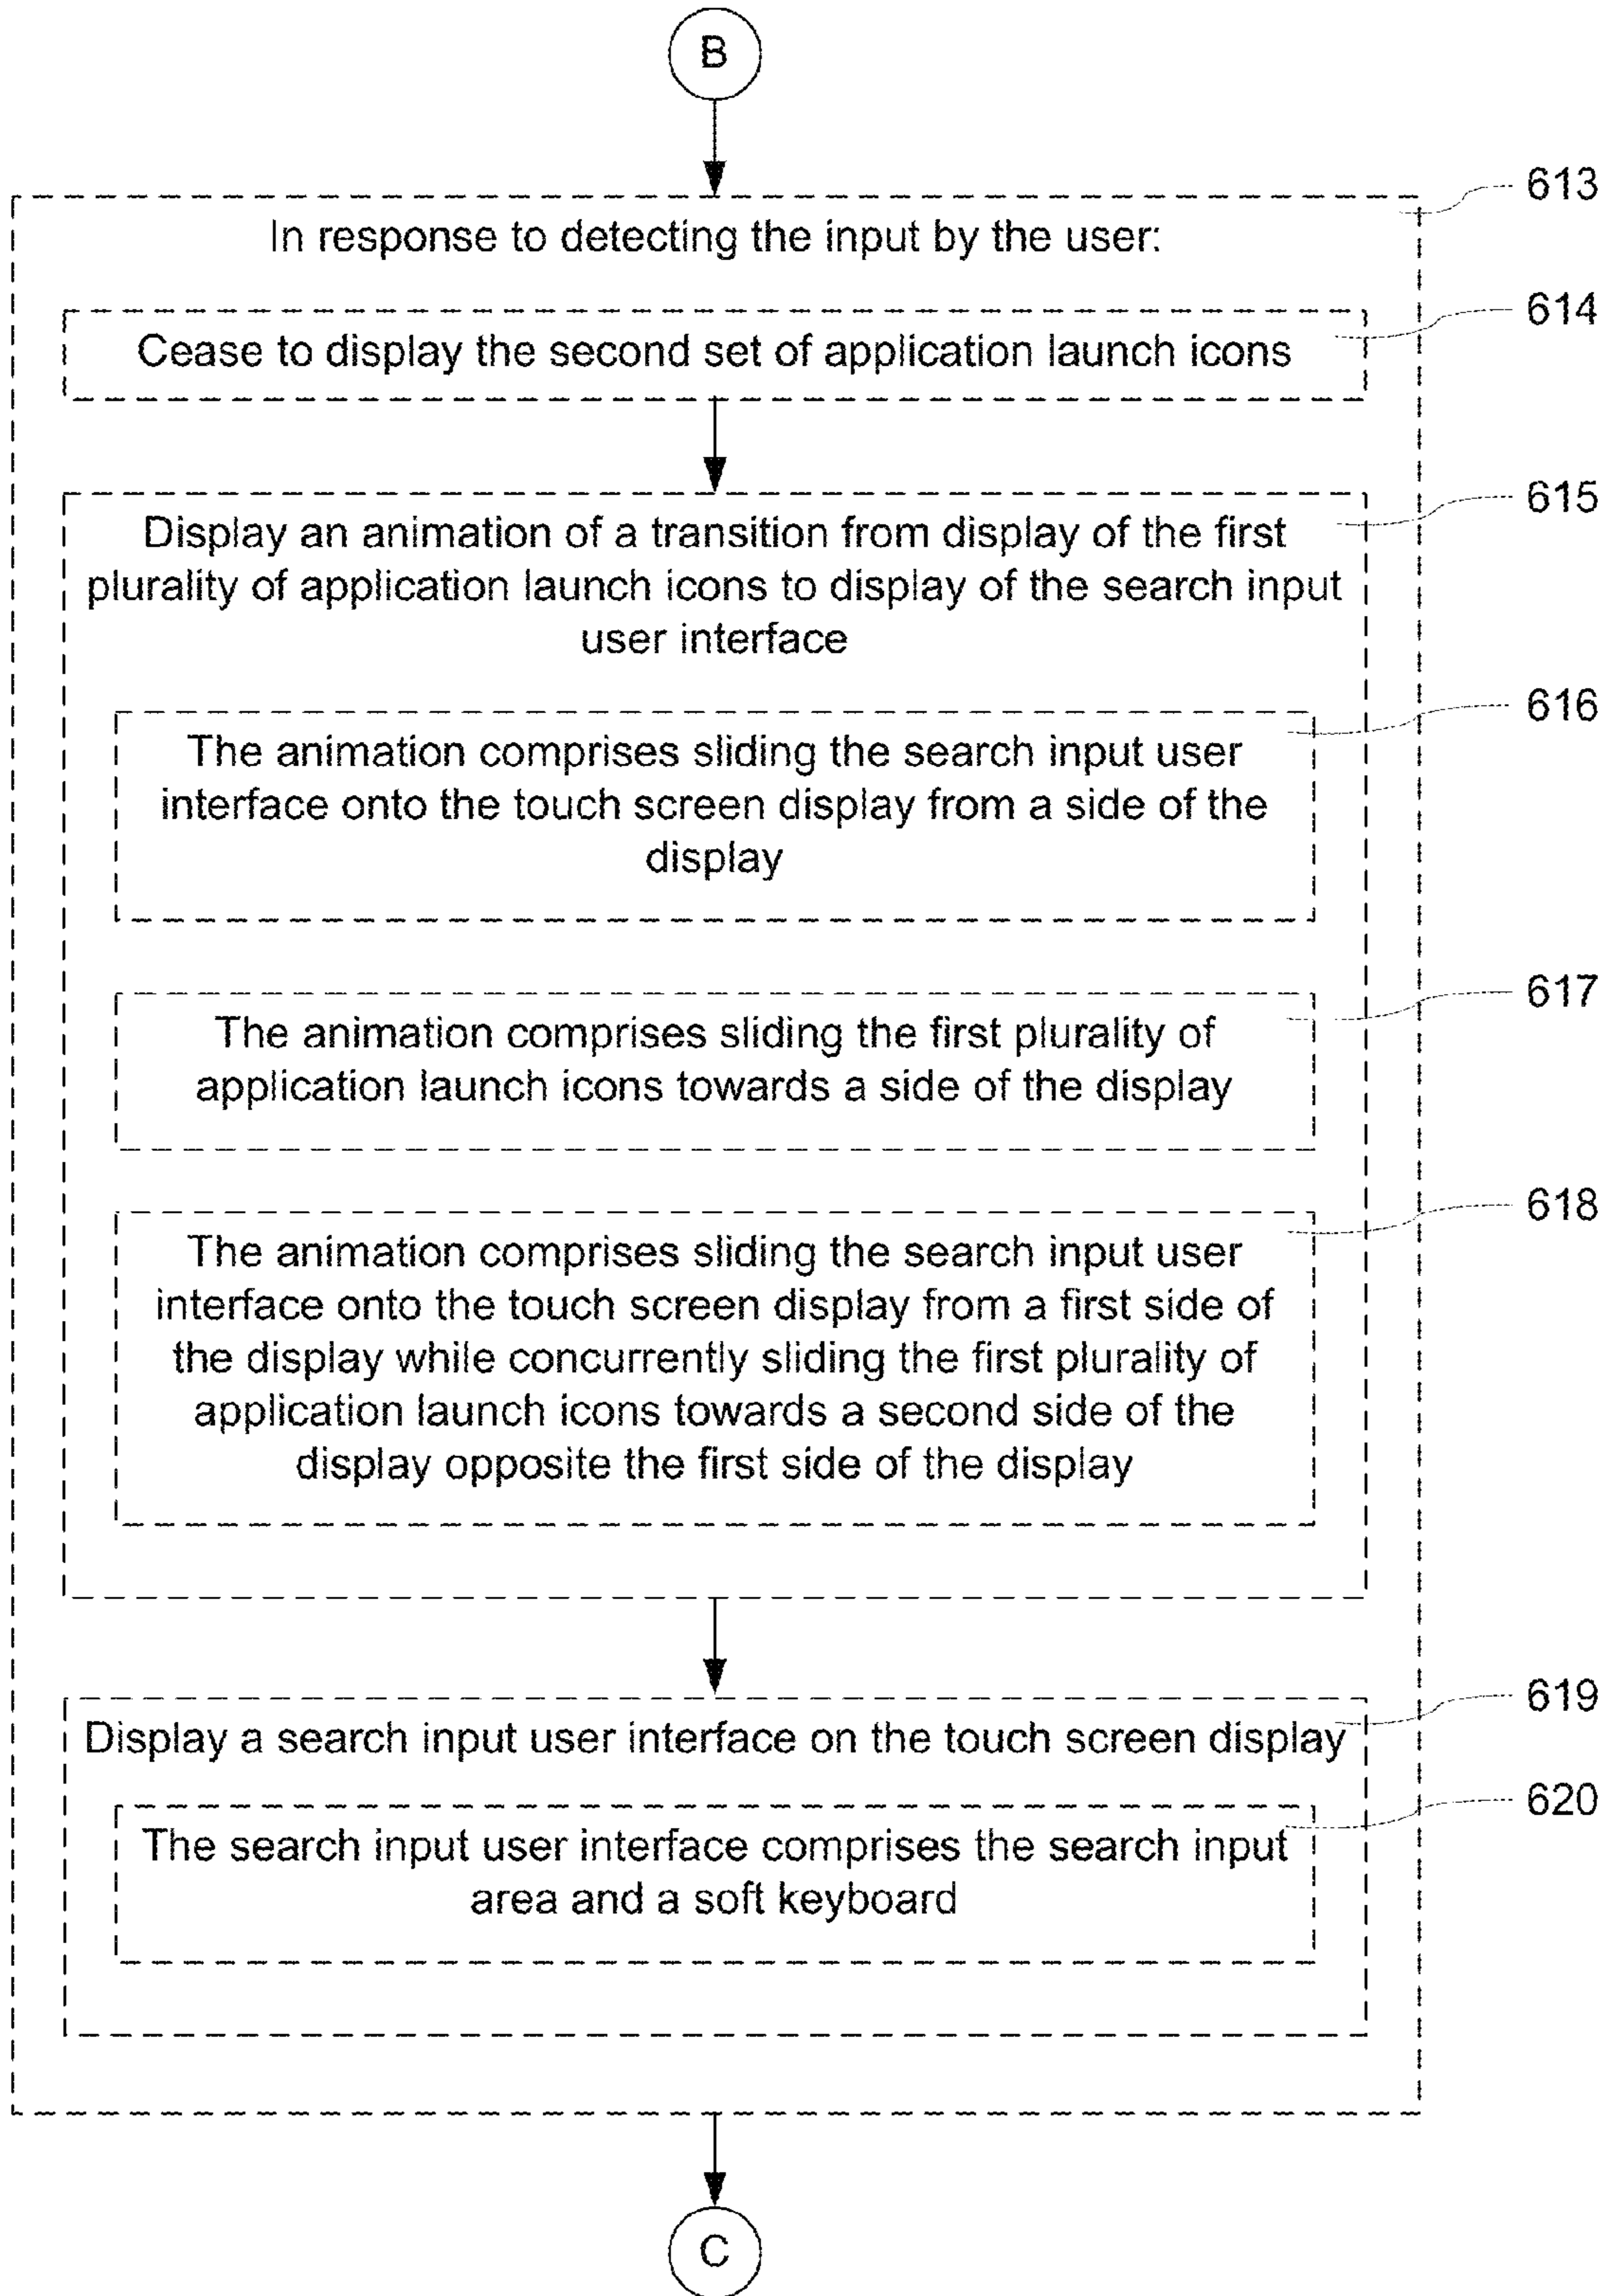 B
613
In response to detecting the input by the user:
614
Cease to display the second set of application launch icons
615
Display an animation of a transition from display of the first
plurality of application launch icons to display of the search input
user interface
616
The animation comprises sliding the search input user
interface onto the touch screen display from a side of the
display
617
The animation comprises sliding the first plurality of
application launch icons towards a side of the display
618
The animation comprises sliding the search input user
interface onto the touch screen display from a first side of
the display while concurrently sliding the first plurality of
application launch icons towards a second side of the
display opposite the first side of the display
619
Display a search input user interface on the touch screen display
620
The search input user interface comprises the search input
area and a soft keyboard
C